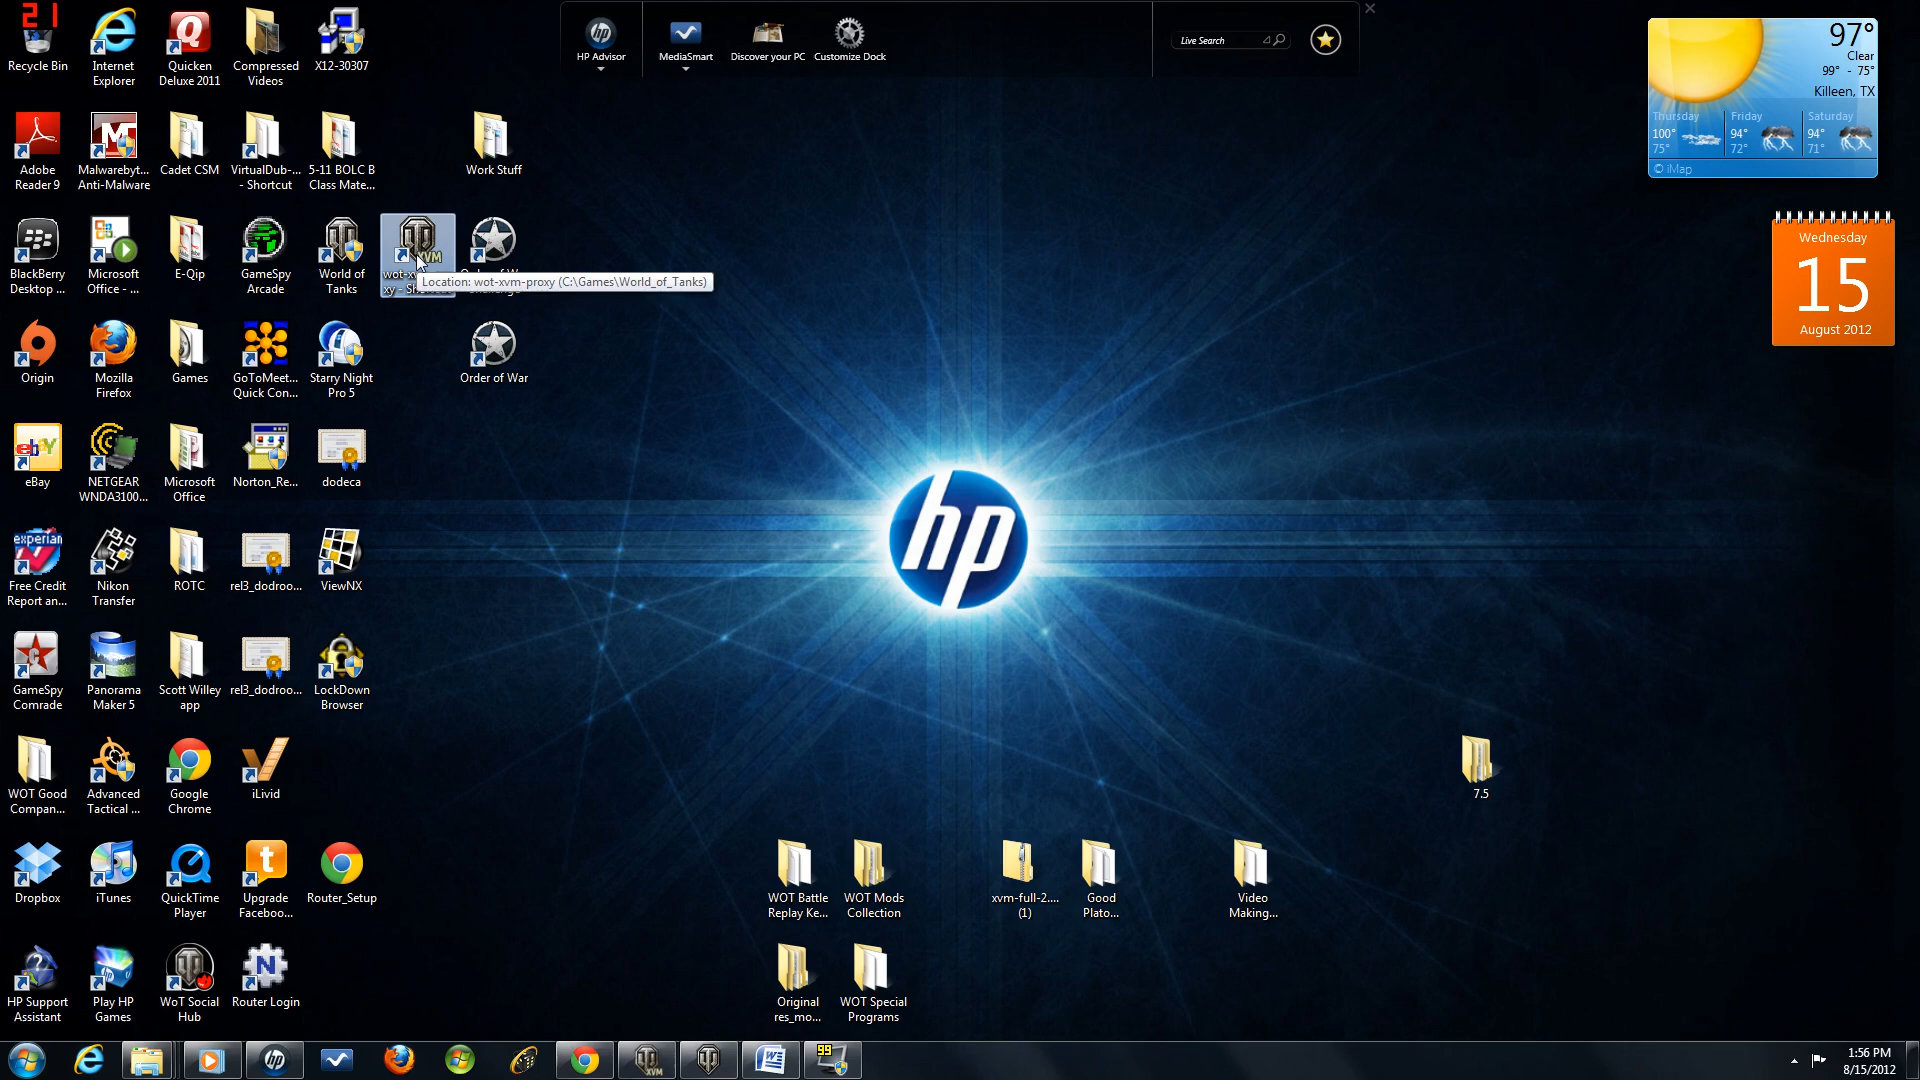 21
Recycle Bin
Internet
Explorer
Quicken
Deluxe 2011
Compressed
Videos
X12-30307
HP Advisor
MediaSmart
Discover your PC
Customize Dock
Live Search
97°
Clear
99° - 75°
Killeen, TX
Thursday
100°
75°
Friday
94°
72°
Saturday
94°
71°
© iMap
Wednesday
15
August 2012
Adobe
Reader 9
Malwarebyt...
Anti-Malware
Cadet CSM
VirtualDub-...
- Shortcut
5-11 BOLC B
Class Mate...
Work Stuff
BlackBerry
Desktop ...
Microsoft
Office - ...
E-Qip
GameSpy
Arcade
World of
Tanks
XVM
Location: wot-xvm-proxy (C:\Games\World_of_Tanks)
Origin
Mozilla
Firefox
Games
GoToMeet...
Quick Con...
Starry Night
Pro 5
Order of War
eBay
NETGEAR
WNDA3100...
Microsoft
Office
Norton_Re...
dodeca
hp
experian
Free Credit
Report an...
Nikon
Transfer
ROTC
rel3_dodroo...
ViewNX
GameSpy
Comrade
Panorama
Maker 5
Scott Willey
app
rel3_dodroo...
LockDown
Browser
WOT Good
Compan...
Advanced
Tactical ...
Google
Chrome
iLivid
7.5
Dropbox
iTunes
QuickTime
Player
Upgrade
Faceboo...
Router_Setup
WOT Battle
Replay Ke...
WOT Mods
Collection
xvm-full-2....
(1)
Good
Plato...
Video
Making...
HP Support
Assistant
Play HP
Games
WoT Social
Hub
Router Login
Original
res_mo...
WOT Special
Programs
XVM
99
1:56 PM
8/15/2012